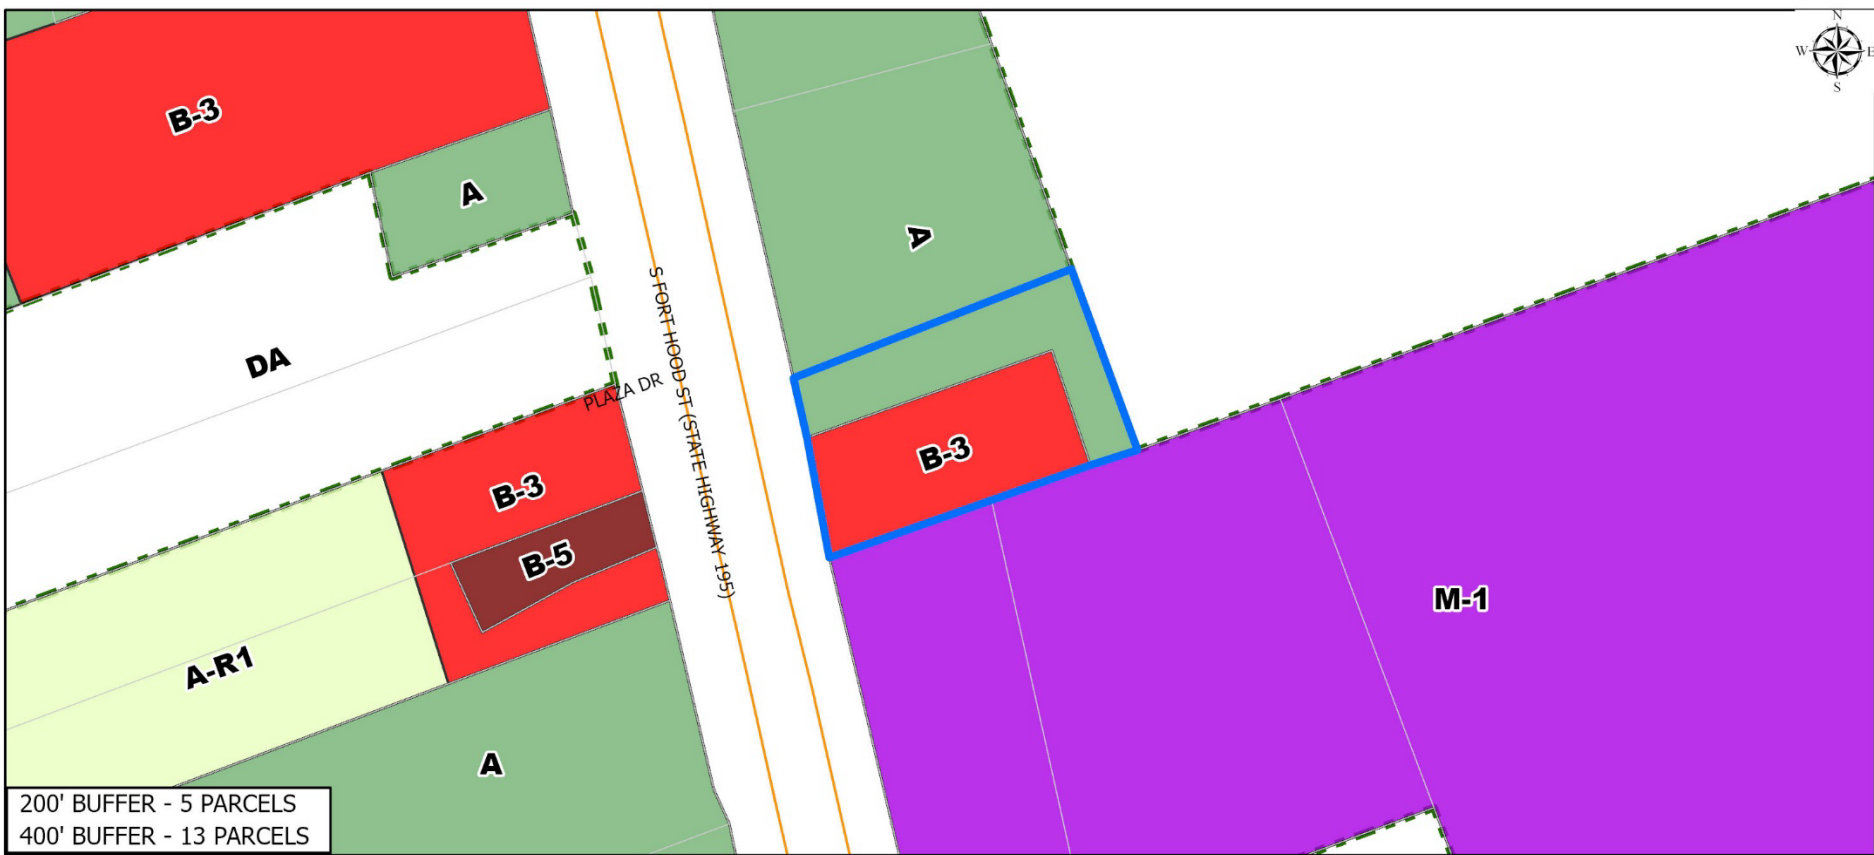 N
W
E
S
B-3
A
A
DA
S FORT HOOD ST (STATE HIGHWAY 195)
PLAZA DR
B-3
B-3
B-5
M-1
A-R1
A
200' BUFFER - 5 PARCELS
400' BUFFER - 13 PARCELS